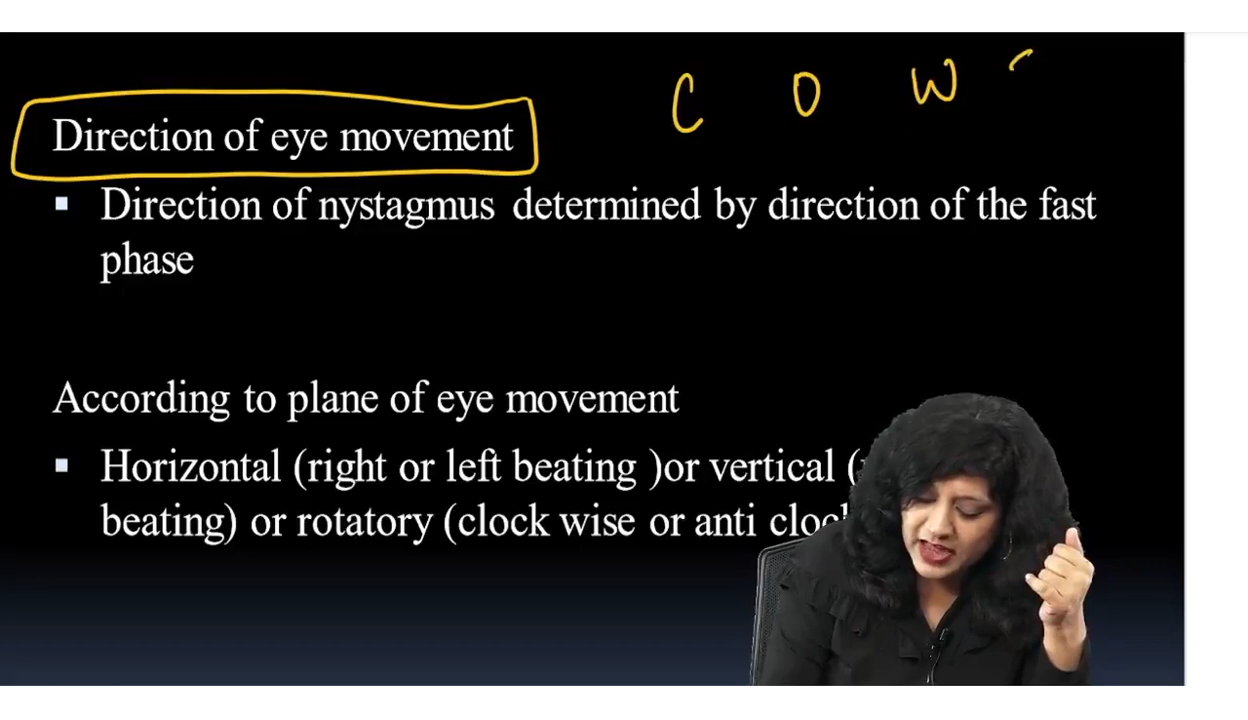 C O W
Direction of eye movement
Direction of nystagmus determined by direction of the fast
phase
According to plane of eye movement
Horizontal (right or left beating )or vertical (
beating) or rotatory (clock wise or anti